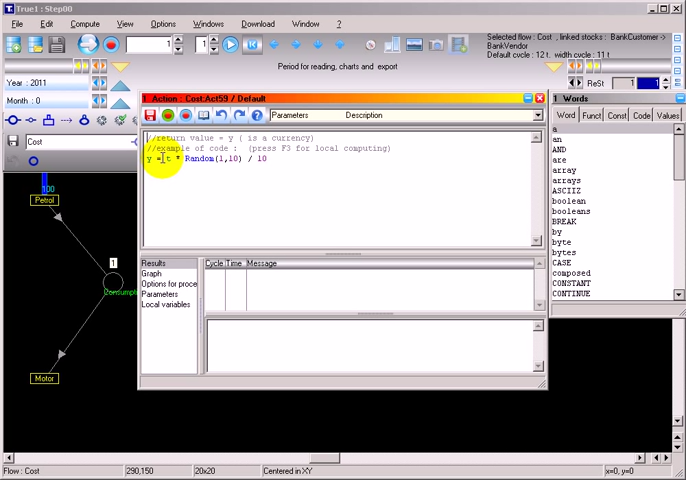 True1 : Step00
File Edit Compute View Options Windows Download Window ?
1 1
Selected flow : Cost, linked stocks : BankCustomer ->
BankVendor
Default cycle : 12 t. width cycle : 11 t
Period for reading, charts and export
Year : 2011
Month : 0
ReSt 1 1
Cost
100
Petrol
1
Consumpti
Motor
1 Action : Cost:Act59 / Default
Parameters Description
//return value = y ( is a currency)
//example of code : (press F3 for local computing)
y = t * Random(1,10) / 10
Results
Graph
Options for proce
Parameters
Local variables
Cycle Time Message
1 Words
Word Funct Const Code Values
a
an
AND
are
array
arrays
ASCIIZ
boolean
booleans
BREAK
by
byte
bytes
CASE
composed
CONSTANT
CONTINUE
Flow : Cost 290,150 20x20 Centered in XY x=0, y=0